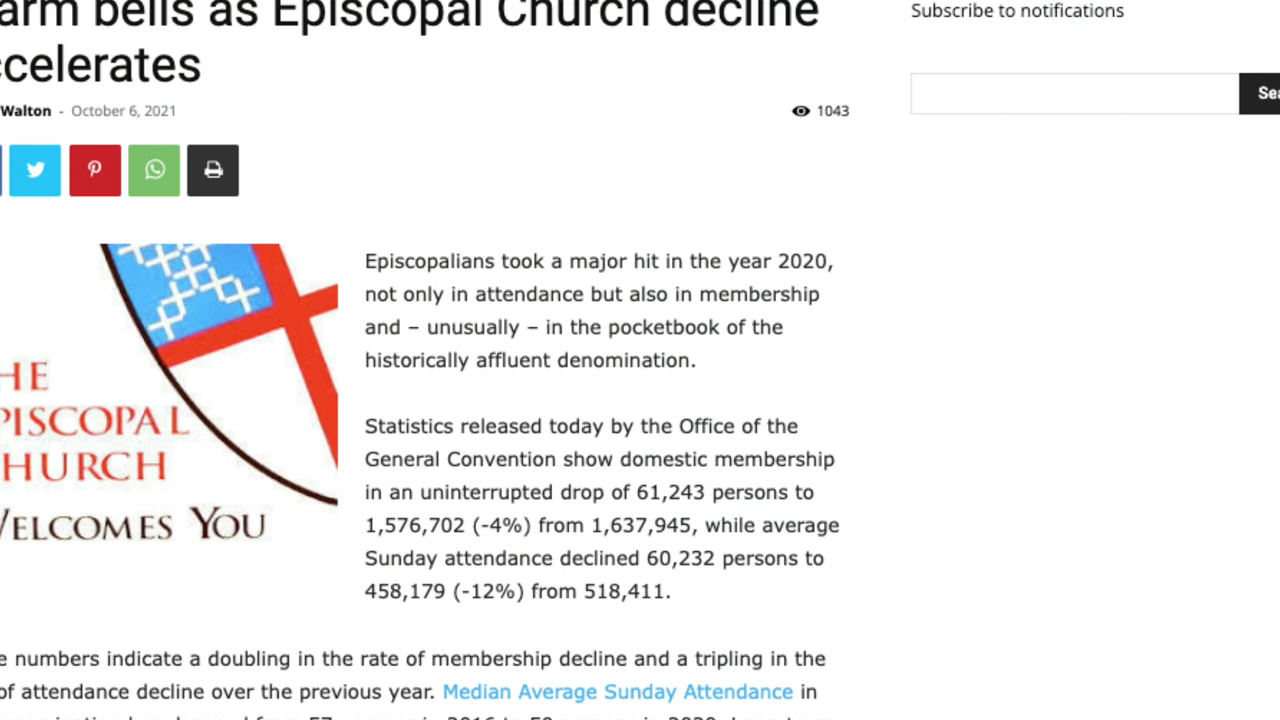 arm bells as Episcopal Church decline
ccelerates
Walton - October 6, 2021
1043
Subscribe to notifications
Sea
HE
PISCOPAL
HURCH
WELCOMES YOU
Episcopalians took a major hit in the year 2020,
not only in attendance but also in membership
and – unusually – in the pocketbook of the
historically affluent denomination.
Statistics released today by the Office of the
General Convention show domestic membership
in an uninterrupted drop of 61,243 persons to
1,576,702 (-4%) from 1,637,945, while average
Sunday attendance declined 60,232 persons to
458,179 (-12%) from 518,411.
e numbers indicate a doubling in the rate of membership decline and a tripling in the
of attendance decline over the previous year. Median Average Sunday Attendance in